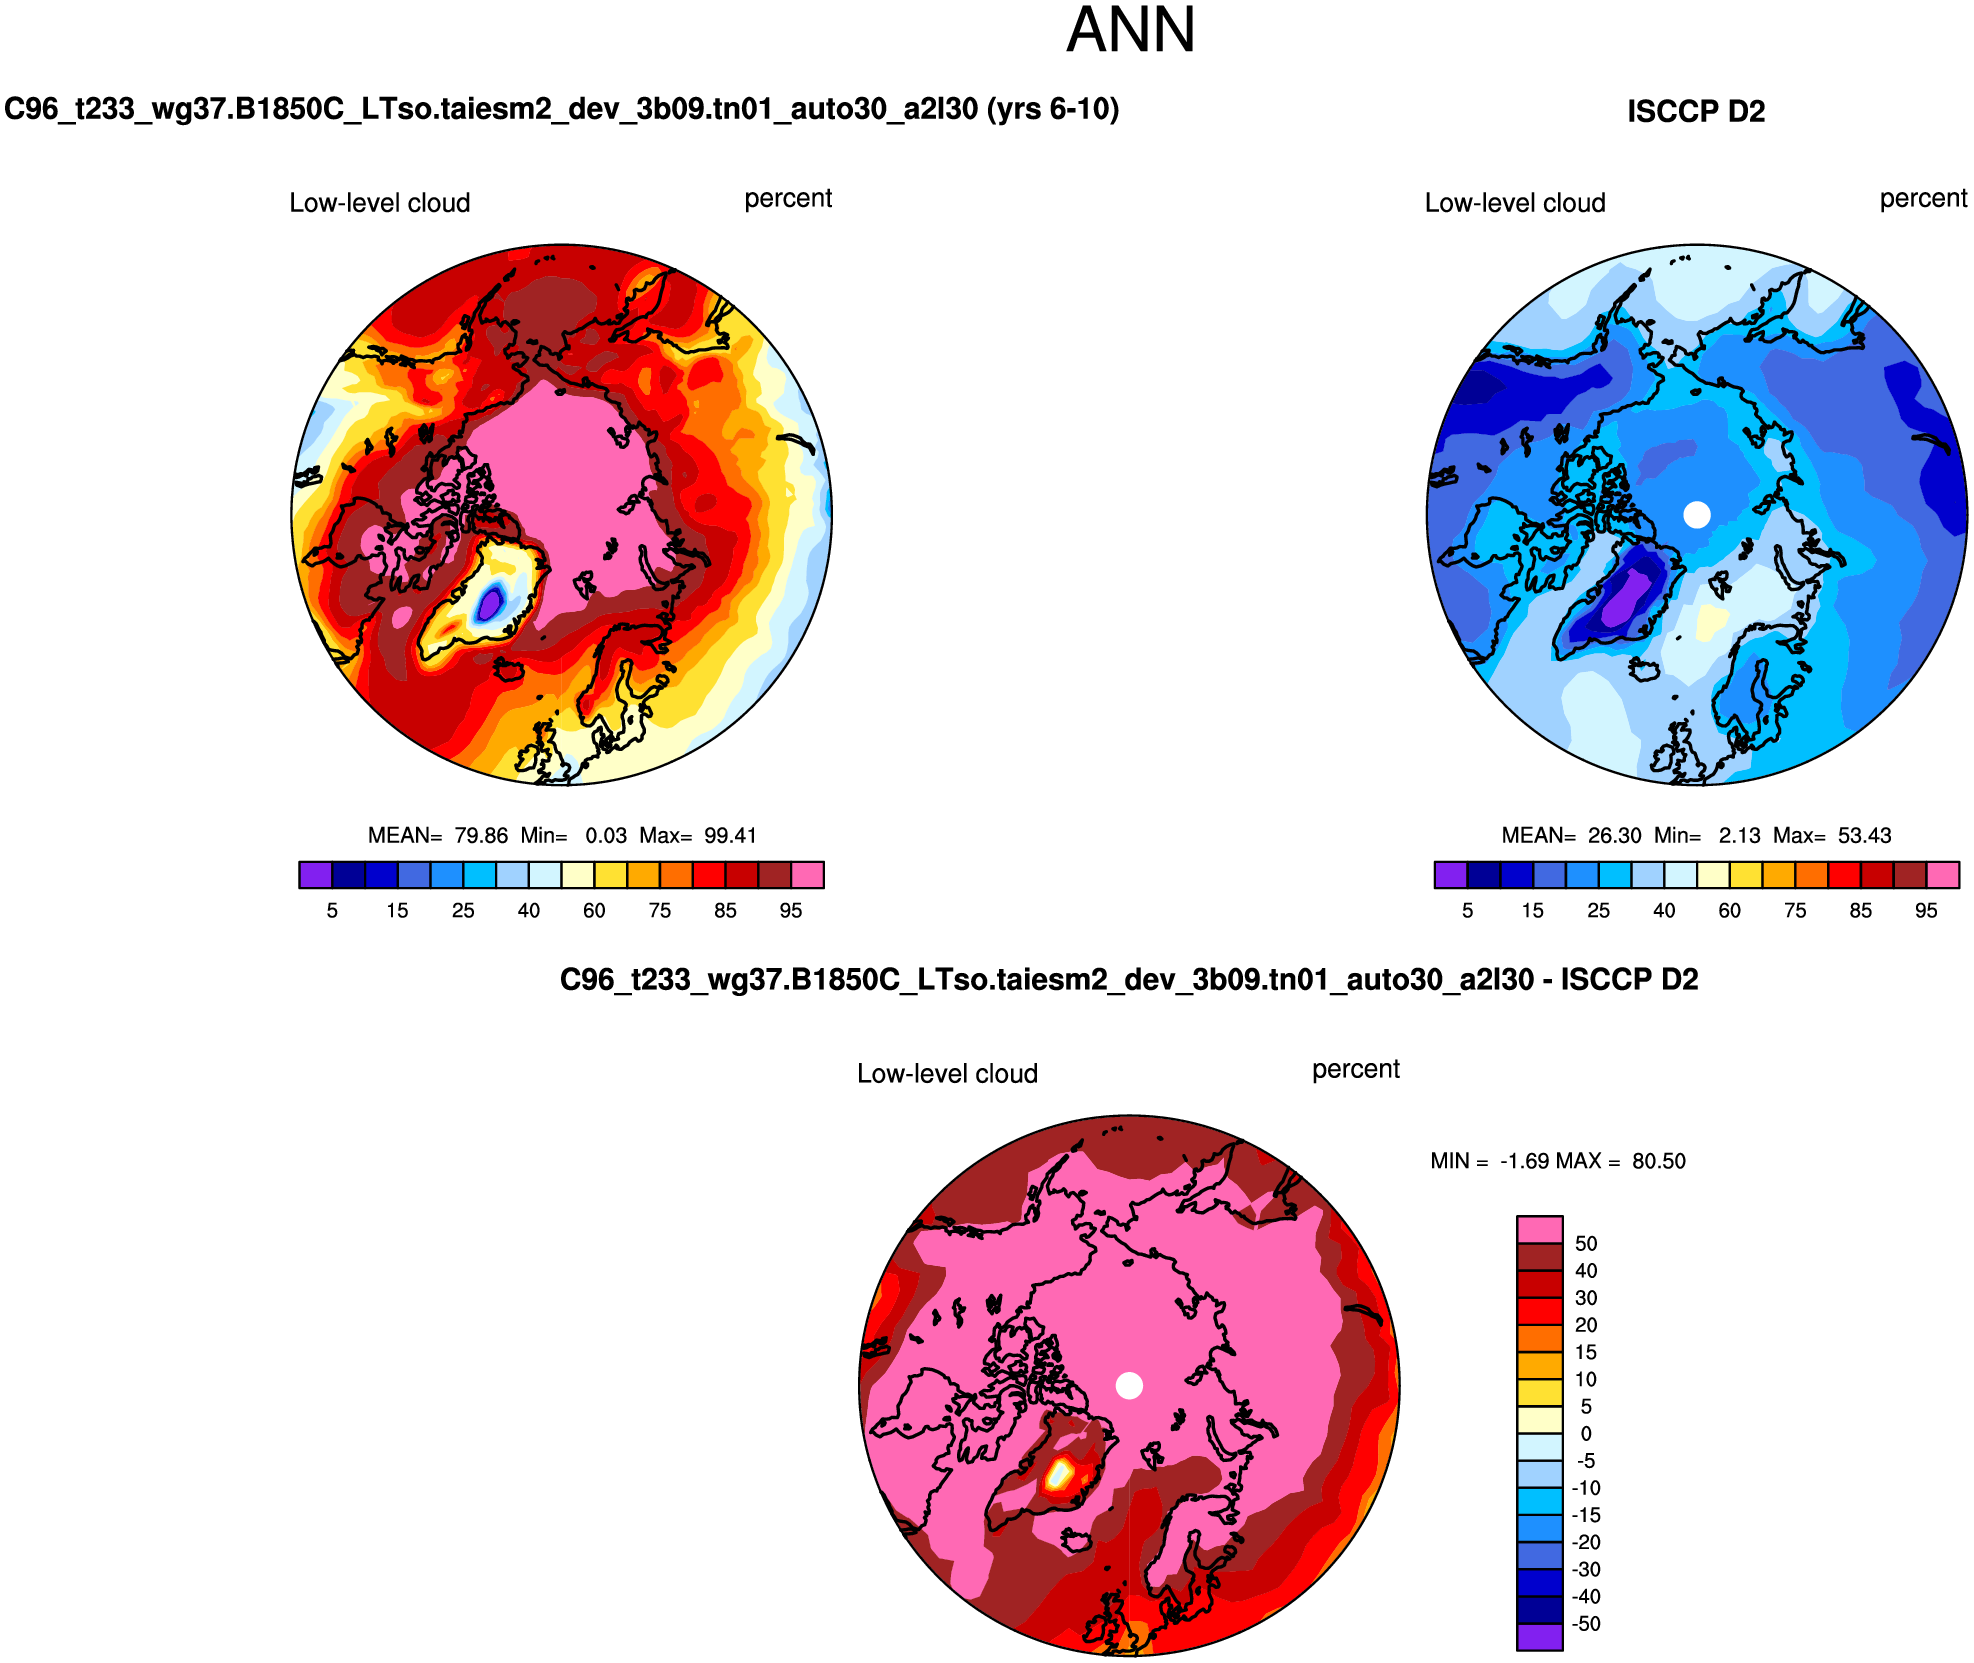 ANN
C96_t233_wg37.B1850C_LTso.taiesm2_dev_3b09.tn01_auto30_a2l30 (yrs 6-10)
ISCCP D2
Low-level cloud percent
Low-level cloud percent
MEAN= 79.86 Min= 0.03 Max= 99.41
MEAN= 26.30 Min= 2.13 Max= 53.43
5 15 25 40 60 75 85 95
5 15 25 40 60 75 85 95
C96_t233_wg37.B1850C_LTso.taiesm2_dev_3b09.tn01_auto30_a2l30 - ISCCP D2
Low-level cloud percent
MIN = -1.69 MAX = 80.50
50
40
30
20
15
10
5
0
-5
-10
-15
-20
-30
-40
-50